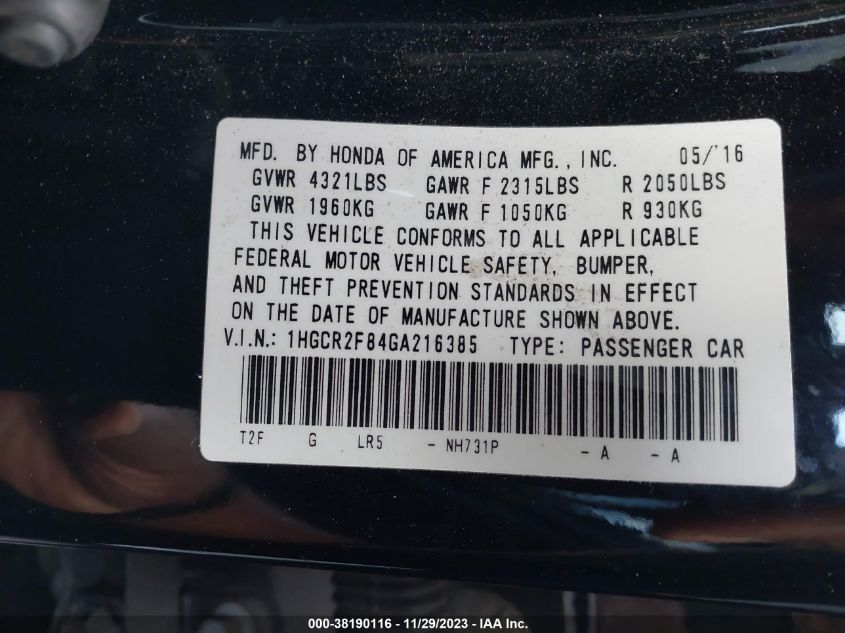 MFD. BY HONDA OF AMERICA MFG., INC. 05/'16
GVWR 4321LBS GAWR F 2315LBS R 2050LBS
GVWR 1960KG GAWR F 1050KG R 930KG
THIS VEHICLE CONFORMS TO ALL APPLICABLE
FEDERAL MOTOR VEHICLE SAFETY, BUMPER,
AND THEFT PREVENTION STANDARDS IN EFFECT
ON THE DATE OF MANUFACTURE SHOWN ABOVE.
V.I.N.: 1HGCR2F84GA216385 TYPE: PASSENGER CAR
T2F G LR5 - NH731P - A - A
000-38190116 - 11/29/2023 - IAA Inc.